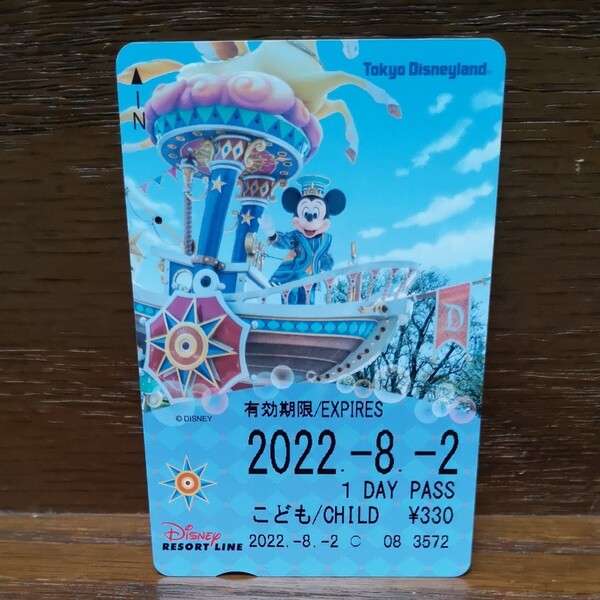 Tokyo Disneyland
IN
D
© DISNEY
有効期限/EXPIRES
2022.-8.-2
1 DAY PASS
こども/CHILD ¥330
Disney
RESORT LINE
2022.-8.-2 ○ 08 3572